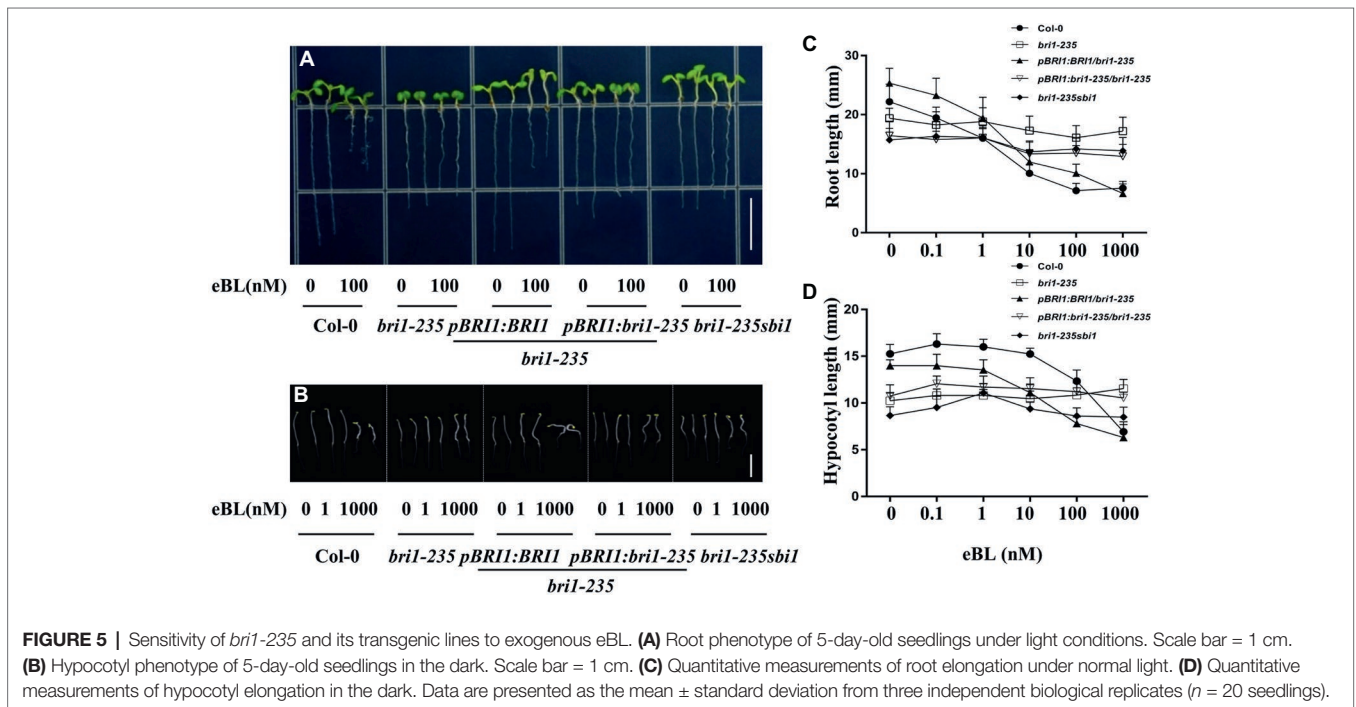 A
eBL(nM) 0 100 0 100 0 100 0 100 0 100
Col-0 bri1-235 pBRI1:BRI1 pBRI1:bri1-235 bri1-235sbi1
bri1-235
B
eBL(nM) 0 1 1000 0 1 1000 0 1 1000 0 1 1000 0 1 1000
Col-0 bri1-235 pBRI1:BRI1 pBRI1:bri1-235 bri1-235sbi1
bri1-235
C
Col-0
bri1-235
pBRI1:BRI1/bri1-235
pBRI1:bri1-235/bri1-235
bri1-235sbi1
Root length (mm)
30
20
10
0
0 0.1 1 10 100 1000
D
Col-0
bri1-235
pBRI1:BRI1/bri1-235
pBRI1:bri1-235/bri1-235
bri1-235sbi1
Hypocotyl length (mm)
20
15
10
5
0
0 0.1 1 10 100 1000
eBL (nM)
FIGURE 5 | Sensitivity of bri1-235 and its transgenic lines to exogenous eBL. (A) Root phenotype of 5-day-old seedlings under light conditions. Scale bar = 1 cm.
(B) Hypocotyl phenotype of 5-day-old seedlings in the dark. Scale bar = 1 cm. (C) Quantitative measurements of root elongation under normal light. (D) Quantitative
measurements of hypocotyl elongation in the dark. Data are presented as the mean ± standard deviation from three independent biological replicates (n = 20 seedlings).